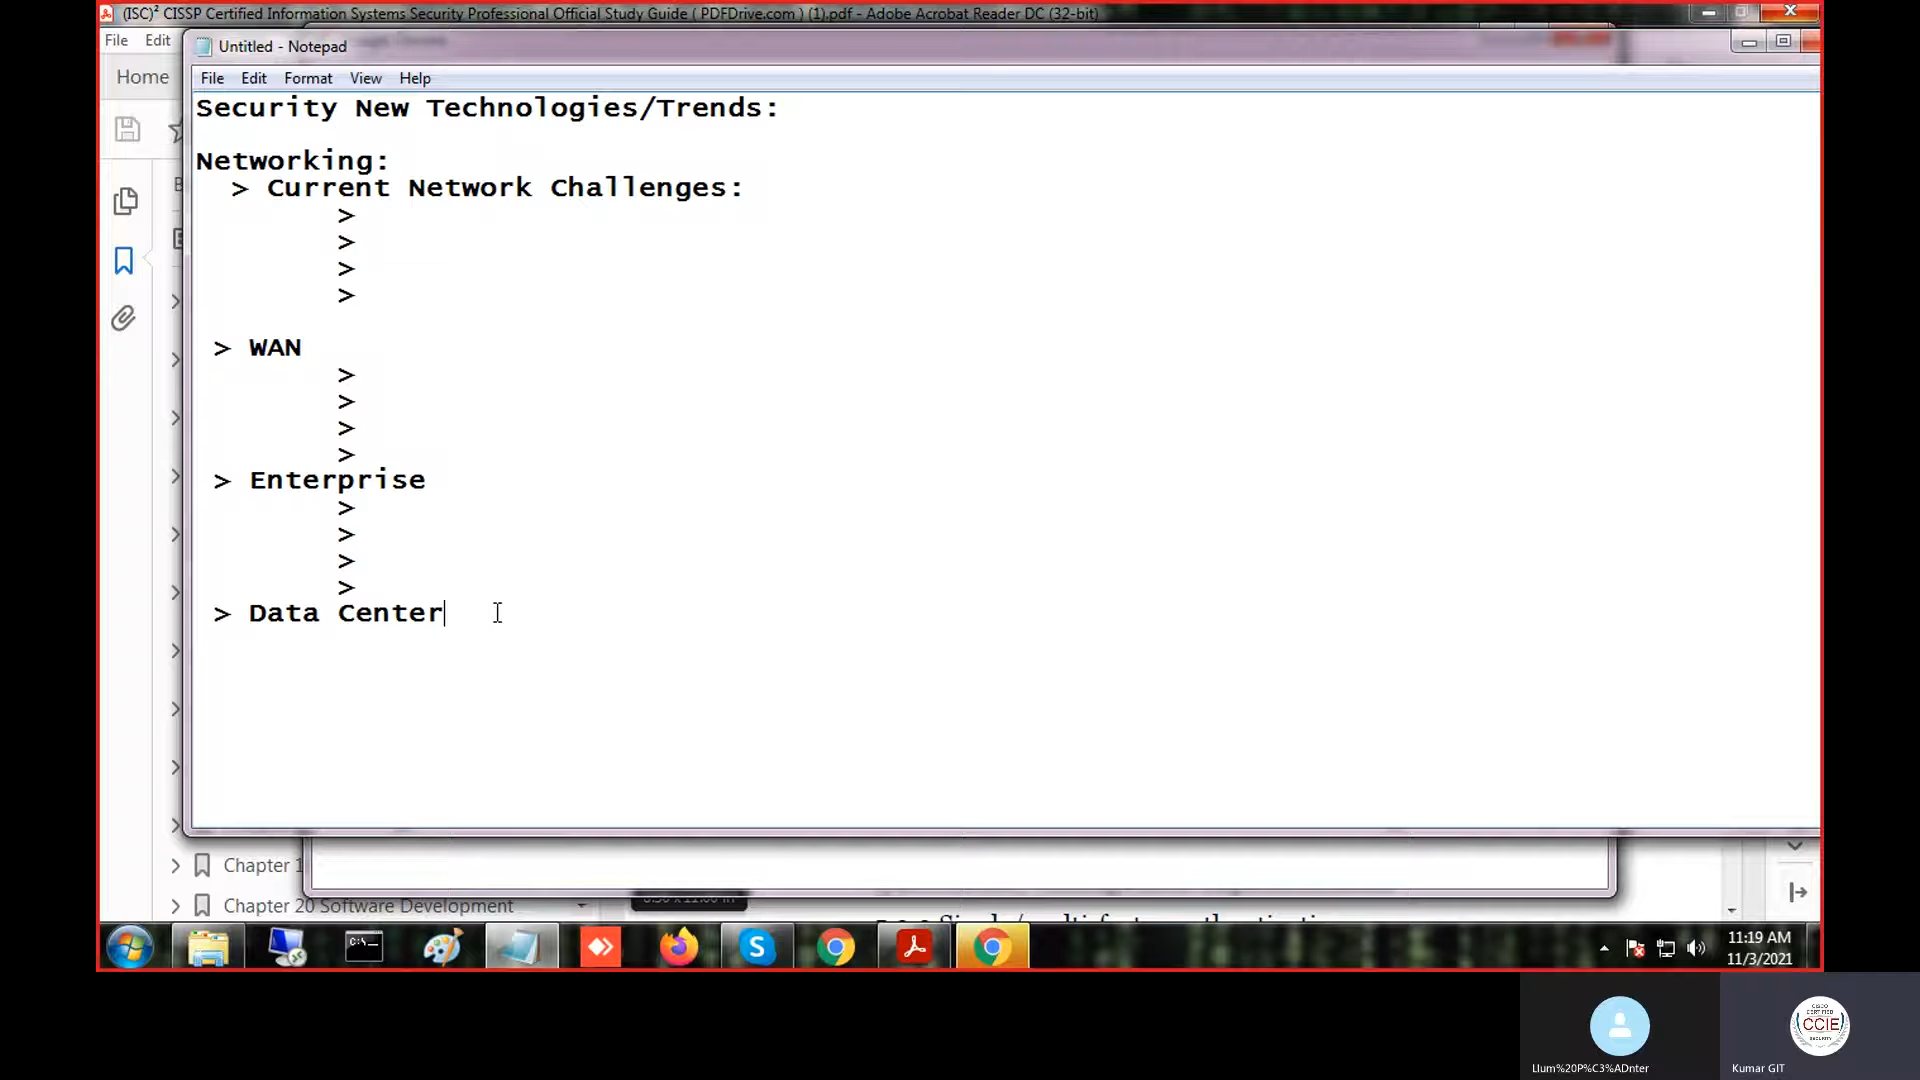 (ISC)² CISSP Certified Information Systems Security Professional Official Study Guide ( PDFDrive.com ) (1).pdf - Adobe Acrobat Reader DC (32-bit)
File Edit
Untitled - Notepad
Home
File Edit Format View Help
Security New Technologies/Trends:
Networking:
> Current Network Challenges:
>
>
>
>
> WAN
>
>
>
>
> Enterprise
>
>
>
>
> Data Center
Chapter 1
Chapter 20 Software Development
11:19 AM
11/3/2021
CISCO
CERTIFIED
CCIE
SECURITY
Llum%20P%C3%ADnter
Kumar GIT